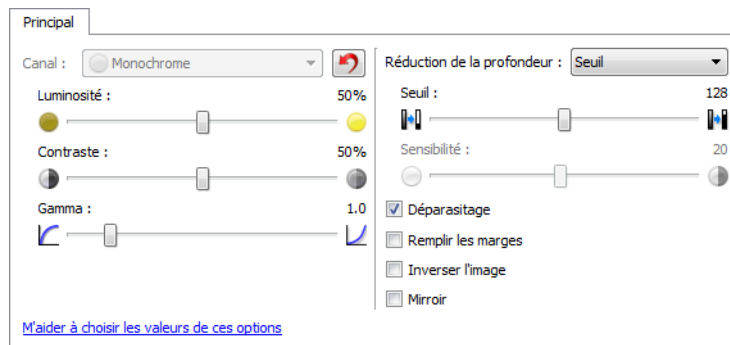 Principal
Canal :
Monochrome
Luminosité :
50%
Contraste :
50%
Gamma :
1.0
M'aider à choisir les valeurs de ces options
Réduction de la profondeur :
Seuil
Seuil :
128
Sensibilité :
20
Déparasitage
Remplir les marges
Inverser l'image
Mirroir